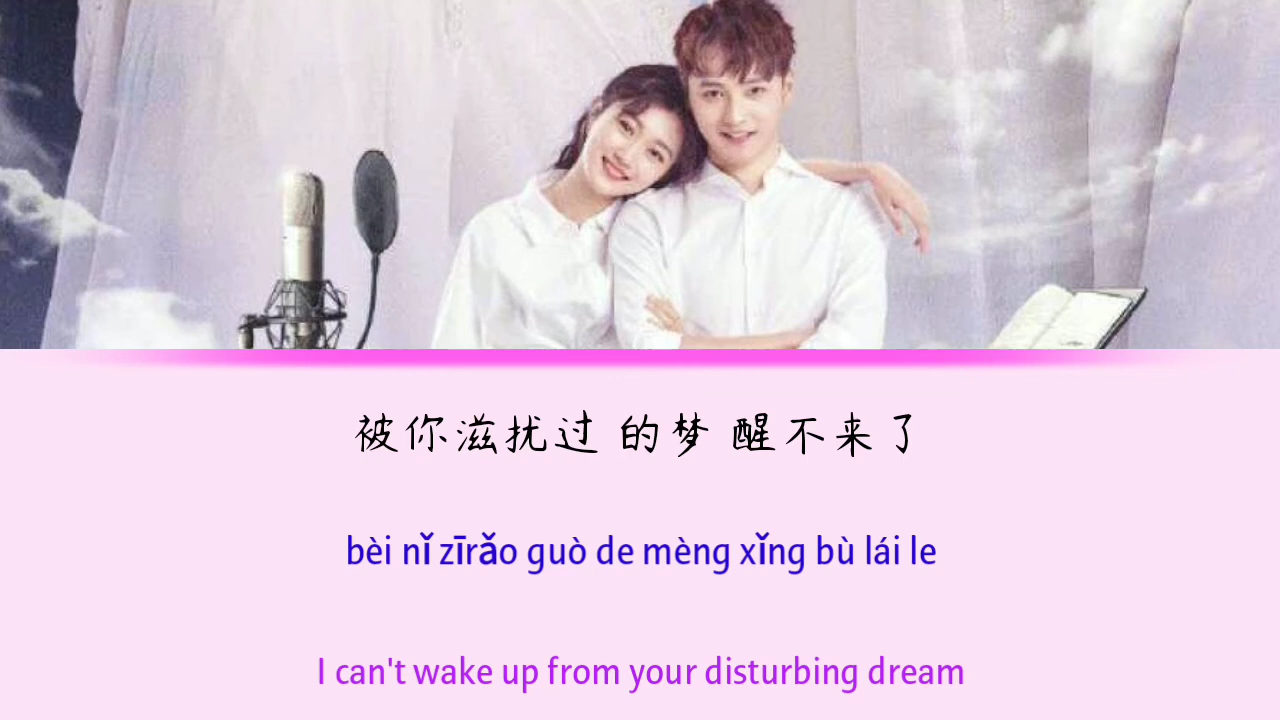 被你滋扰过 的梦 醒不来了
bèi nǐ zīrǎo guò de mèng xǐng bù lái le
I can't wake up from your disturbing dream